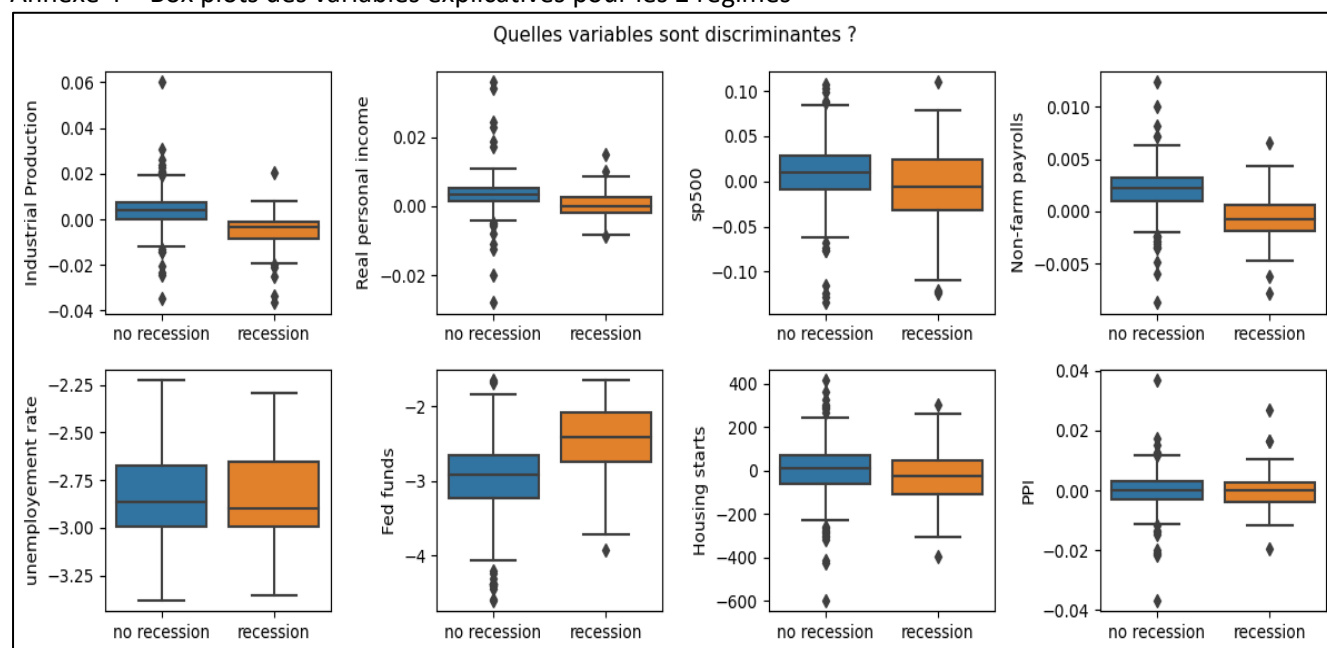 Annexe 4 – Box plots des variables explicatives pour les 2 régimes
Quelles variables sont discriminantes ?
Industrial Production
0.06
0.04
0.02
0.00
−0.02
−0.04
no recession recession
Real personal income
0.02
0.00
−0.02
no recession recession
sp500
0.10
0.05
0.00
−0.05
−0.10
no recession recession
Non-farm payrolls
0.010
0.005
0.000
−0.005
no recession recession
unemployement rate
−2.25
−2.50
−2.75
−3.00
−3.25
no recession recession
Fed funds
−2
−3
−4
no recession recession
Housing starts
400
200
0
−200
−400
−600
no recession recession
PPI
0.04
0.02
0.00
−0.02
−0.04
no recession recession